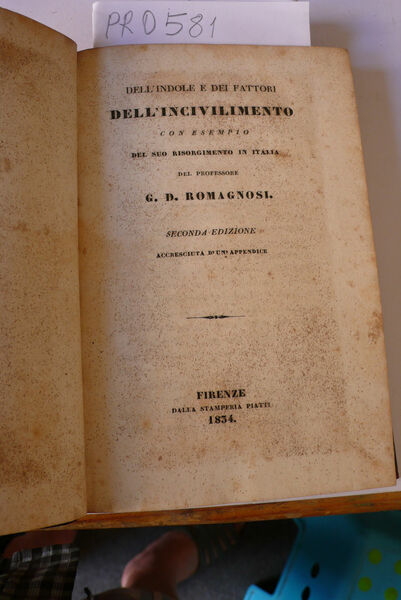 PRO581
DELL'INDOLE E DEI FATTORI
DELL'INCIVILIMENTO
CON ESEMPIO
DEL SUO RISORGIMENTO IN ITALIA
DEL PROFESSORE
G. D. ROMAGNOSI.
SECONDA EDIZIONE
ACCRESCIUTA D'UN' APPENDICE
FIRENZE
DALLA STAMPERIA PIATTI
1834.